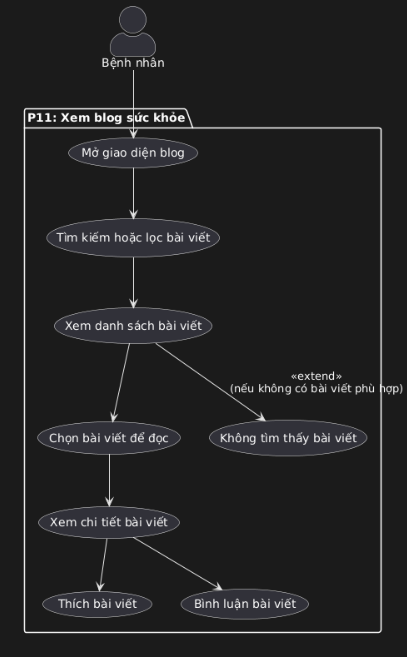 Bệnh nhân
P11: Xem blog sức khỏe
Mở giao diện blog
Tìm kiếm hoặc lọc bài viết
Xem danh sách bài viết
«extend»
(nếu không có bài viết phù hợp)
Chọn bài viết để đọc
Không tìm thấy bài viết
Xem chi tiết bài viết
Thích bài viết
Bình luận bài viết